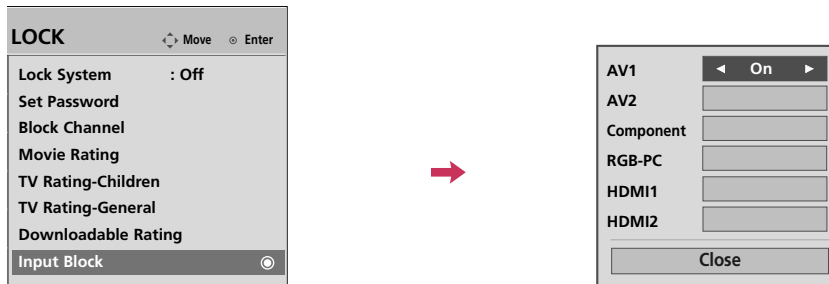 LOCK Move Enter
Lock System : Off
Set Password
Block Channel
Movie Rating
TV Rating-Children
TV Rating-General
Downloadable Rating
Input Block
AV1 ◄ On ►
AV2
Component
RGB-PC
HDMI1
HDMI2
Close